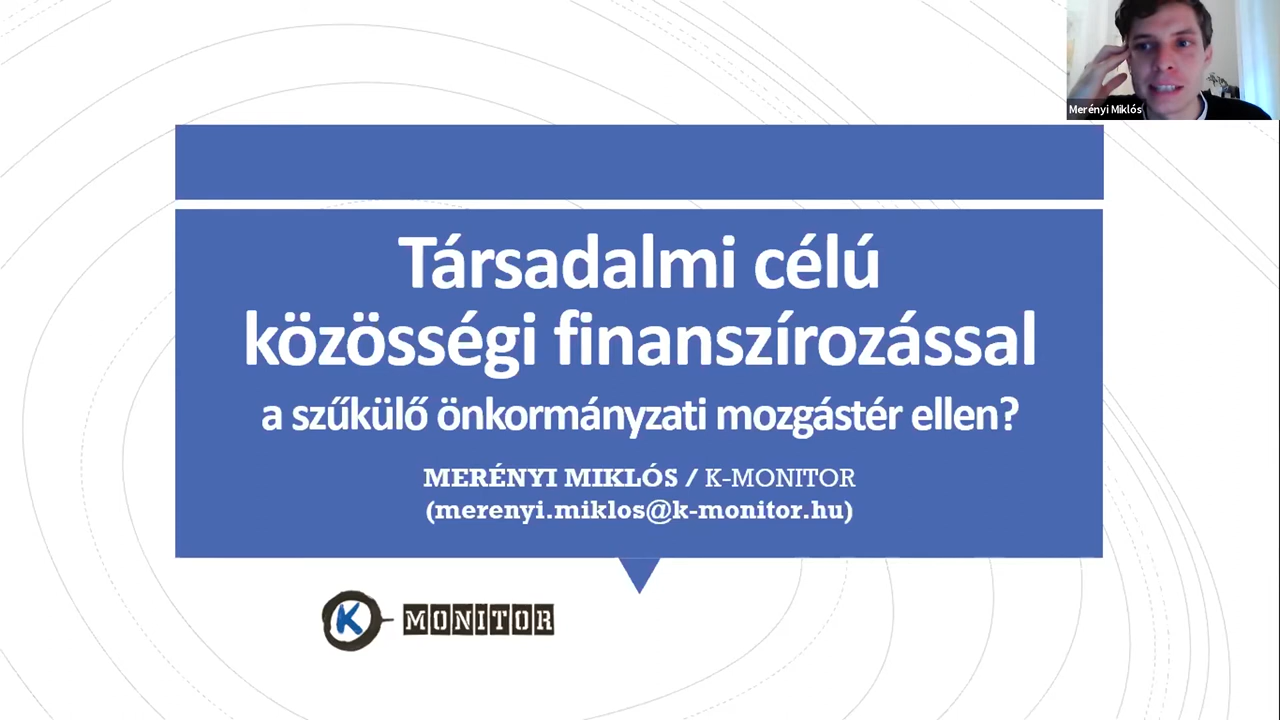 Merényi Miklós
Társadalmi célú
közösségi finanszírozással
a szűkülő önkormányzati mozgástér ellen?
MERÉNYI MIKLÓS / K-MONITOR
(merenyi.miklos@k-monitor.hu)
K MONITOR